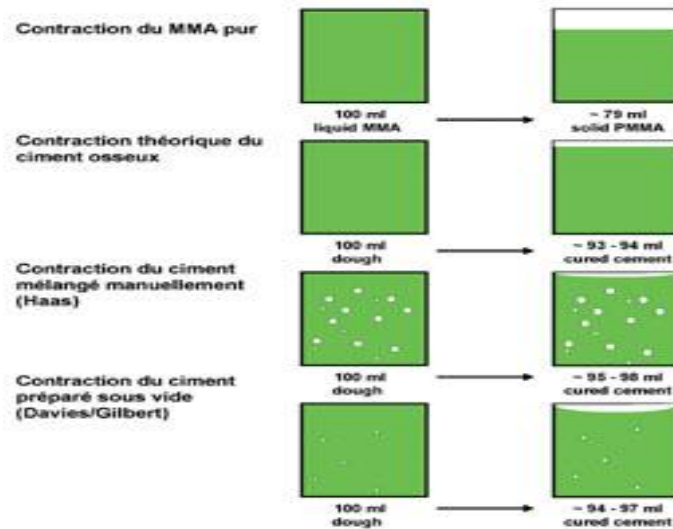 Contraction du MMA pur
100 ml
liquid MMA
~ 79 ml
solid PMMA
Contraction théorique du
ciment osseux
100 ml
dough
~ 93 - 94 ml
cured cement
Contraction du ciment
mélangé manuellement
(Haas)
100 ml
dough
~ 95 - 98 ml
cured cement
Contraction du ciment
préparé sous vide
(Davies/Gilbert)
100 ml
dough
~ 94 - 97 ml
cured cement